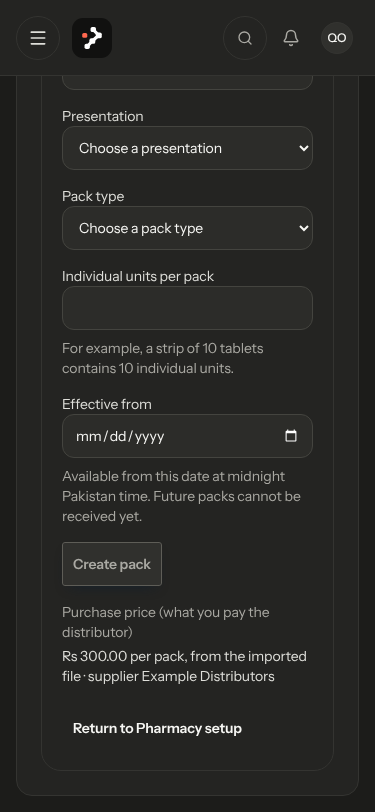 QO
Presentation
Choose a presentation
Pack type
Choose a pack type
Individual units per pack
For example, a strip of 10 tablets
contains 10 individual units.
Effective from
mm/dd/yyyy
Available from this date at midnight
Pakistan time. Future packs cannot be
received yet.
Create pack
Purchase price (what you pay the
distributor)
Rs 300.00 per pack, from the imported
file · supplier Example Distributors
Return to Pharmacy setup